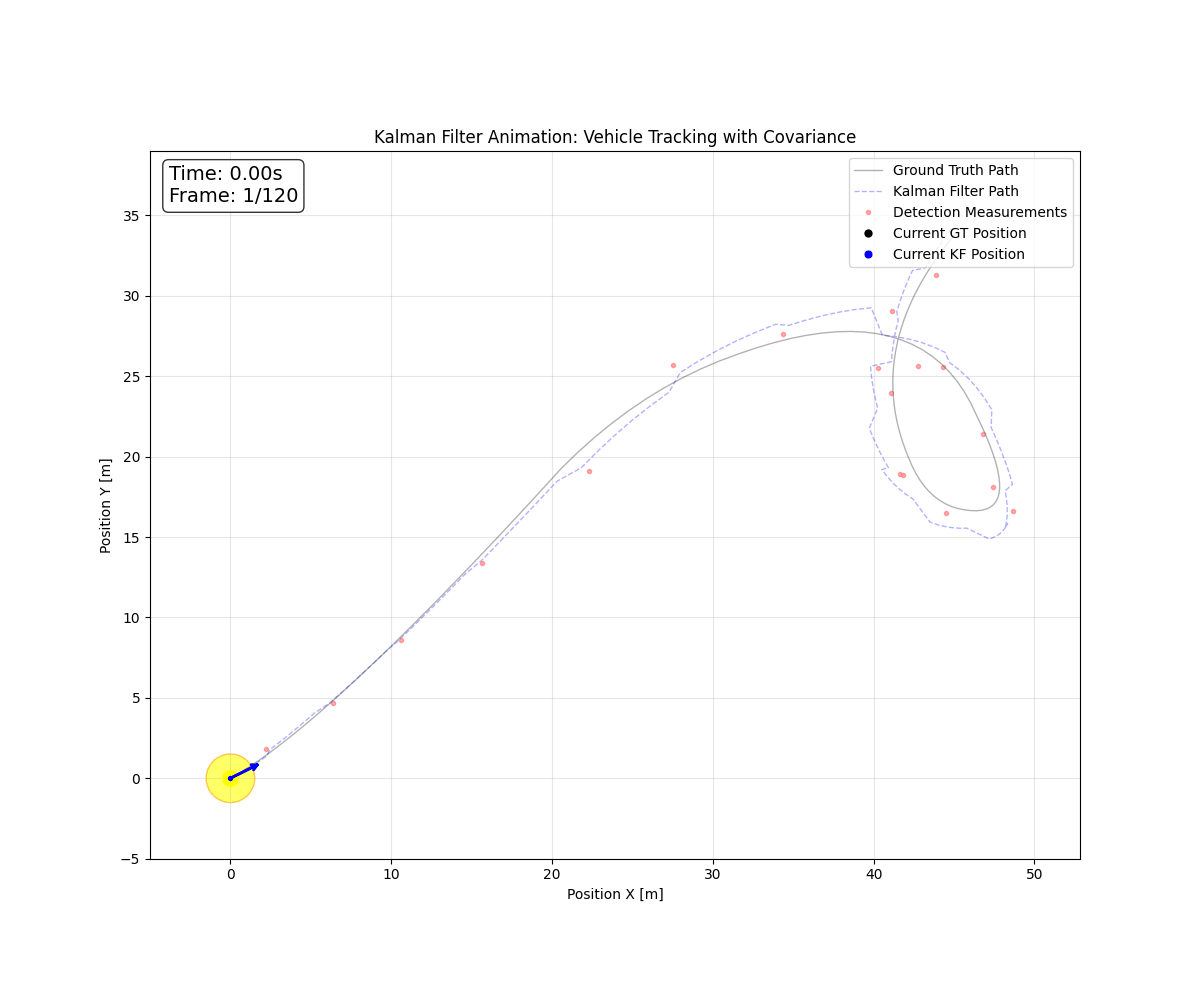 Kalman Filter Animation: Vehicle Tracking with Covariance
Time: 0.00s
Frame: 1/120
Ground Truth Path
Kalman Filter Path
Detection Measurements
Current GT Position
Current KF Position
35
30
25
20
15
10
5
0
−5
Position Y [m]
0
10
20
30
40
50
Position X [m]